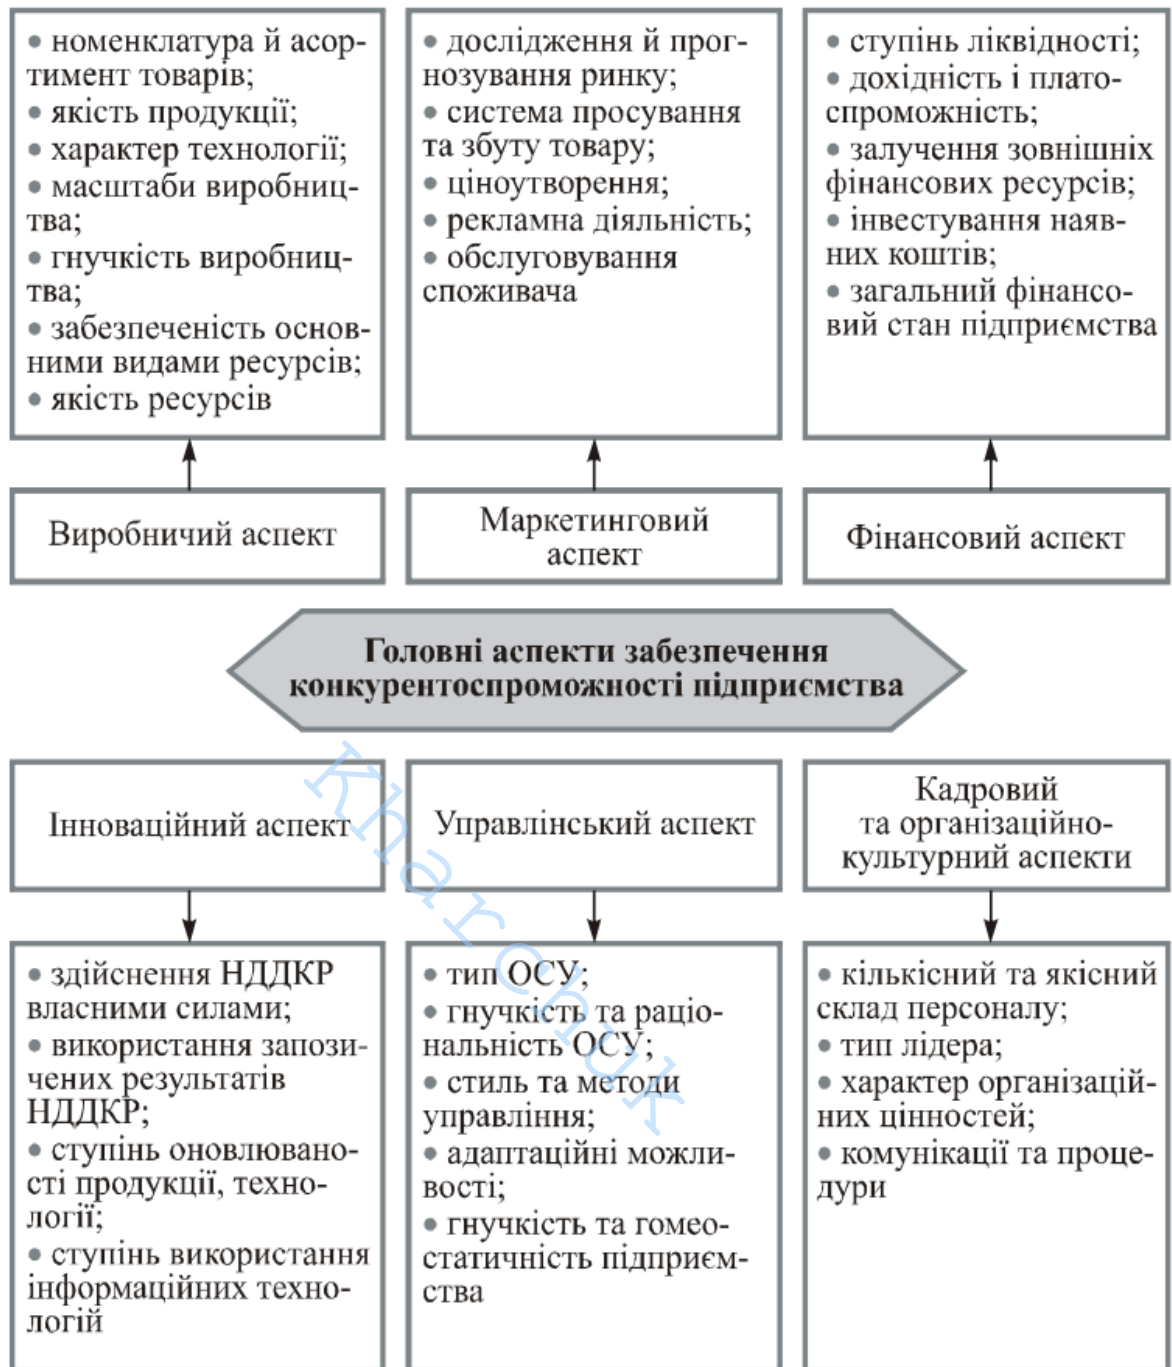 • номенклатура й асор-
тимент товарів;
• якість продукції;
• характер технології;
• масштаби виробниц-
тва;
• гнучкість виробниц-
тва;
• забезпеченість основ-
ними видами ресурсів;
• якість ресурсів
• дослідження й прог-
нозування ринку;
• система просування
та збуту товару;
• ціноутворення;
• рекламна діяльність;
• обслуговування
споживача
• ступінь ліквідності;
• дохідність і плато-
спроможність;
• залучення зовнішніх
фінансових ресурсів;
• інвестування наяв-
них коштів;
• загальний фінансо-
вий стан підприємства
Виробничий аспект
Маркетинговий
аспект
Фінансовий аспект
Головні аспекти забезпечення
конкурентоспроможності підприємства
Інноваційний аспект
Управлінський аспект
Кадровий
та організаційно-
культурний аспекти
• здійснення НДДКР
власними силами;
• використання запози-
чених результатів
НДДКР;
• ступінь оновлювано-
сті продукції, техно-
логії;
• ступінь використання
інформаційних техно-
логій
• тип ОСУ;
• гнучкість та раціо-
нальність ОСУ;
• стиль та методи
управління;
• адаптаційні можли-
вості;
• гнучкість та гомео-
статичність підприєм-
ства
• кількісний та якісний
склад персоналу;
• тип лідера;
• характер організацій-
них цінностей;
• комунікації та проце-
дури
Kharchuk